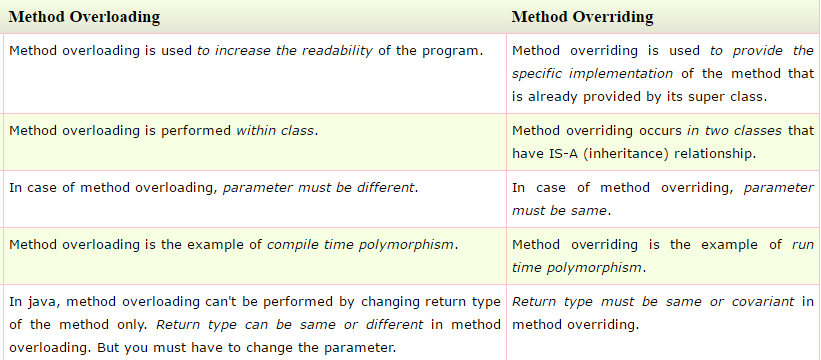 Method Overloading
Method Overriding
Method overloading is used to increase the readability of the program.
Method overriding is used to provide the
specific implementation of the method that
is already provided by its super class.
Method overloading is performed within class.
Method overriding occurs in two classes that
have IS-A (inheritance) relationship.
In case of method overloading, parameter must be different.
In case of method overriding, parameter
must be same.
Method overloading is the example of compile time polymorphism.
Method overriding is the example of run
time polymorphism.
In java, method overloading can't be performed by changing return type
of the method only. Return type can be same or different in method
overloading. But you must have to change the parameter.
Return type must be same or covariant in
method overriding.